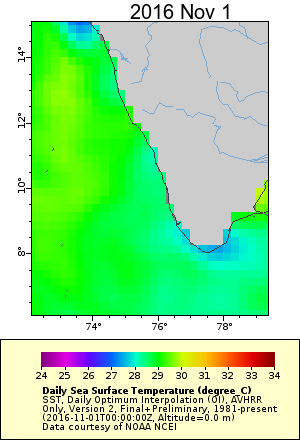 2016 Nov 1
14°
12°
10°
8°
74°
76°
78°
24 25 26 27 28 29 30 31 32 33 34
Daily Sea Surface Temperature (degree_C)
SST, Daily Optimum Interpolation (OI), AVHRR
Only, Version 2, Final+Preliminary, 1981-present
(2016-11-01T00:00:00Z, Altitude=0.0 m)
Data courtesy of NOAA NCEI